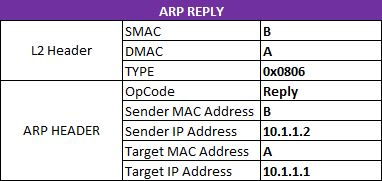 ARP REPLY
L2 Header
SMAC B
DMAC A
TYPE 0x0806
ARP HEADER
OpCode Reply
Sender MAC Address B
Sender IP Address 10.1.1.2
Target MAC Address A
Target IP Address 10.1.1.1